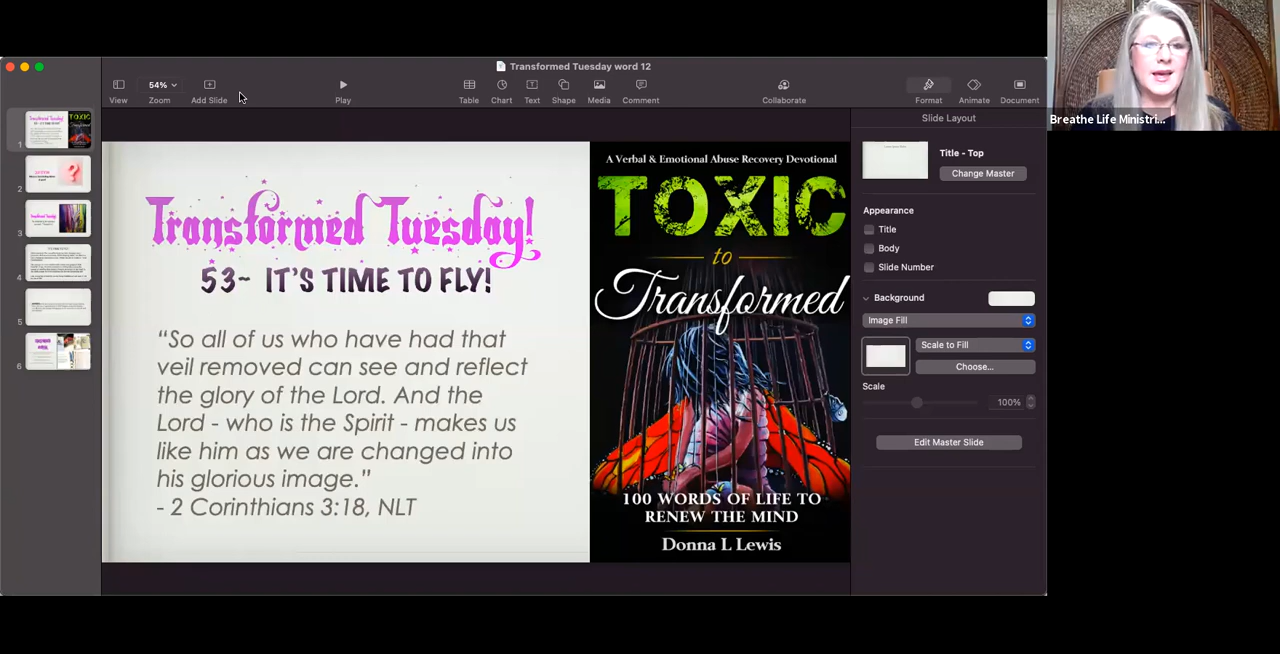 Transformed Tuesday word 12
View
54%
Zoom
Add Slide
Play
Table
Chart
Text
Shape
Media
Comment
Collaborate
Format
Animate
Document
Breathe Life Ministri...
1
2
3
4
5
6
Transformed Tuesday!
53~ IT'S TIME TO FLY!
“So all of us who have had that
veil removed can see and reflect
the glory of the Lord. And the
Lord - who is the Spirit - makes us
like him as we are changed into
his glorious image.”
- 2 Corinthians 3:18, NLT
A Verbal & Emotional Abuse Recovery Devotional
TOXIC
to
Transformed
100 WORDS OF LIFE TO
RENEW THE MIND
Donna L Lewis
Slide Layout
Title - Top
Change Master
Appearance
Title
Body
Slide Number
Background
Image Fill
Scale to Fill
Choose...
Scale
100%
Edit Master Slide